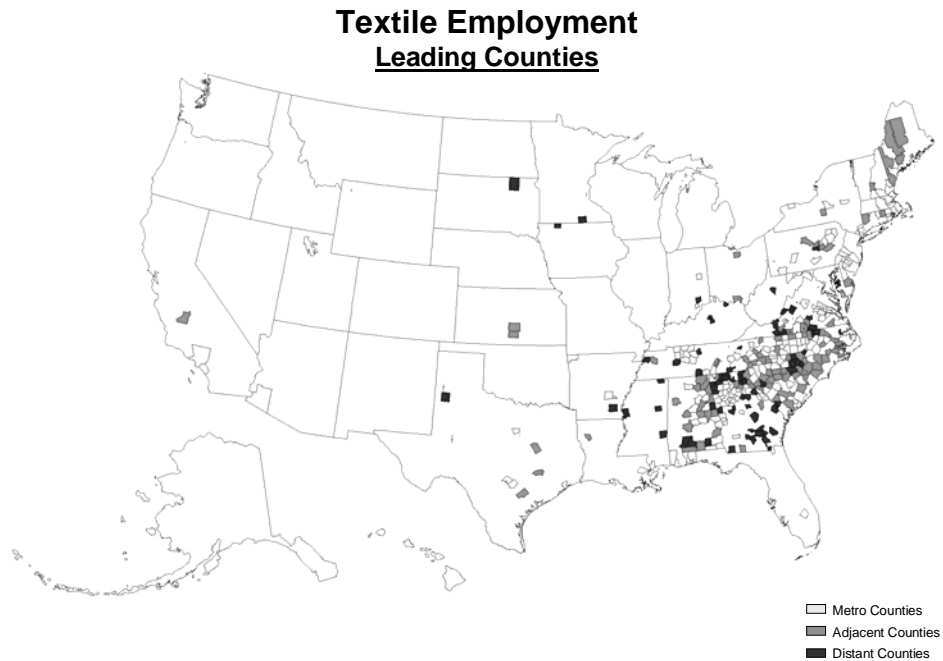 Textile Employment
Leading Counties
Metro Counties
Adjacent Counties
Distant Counties